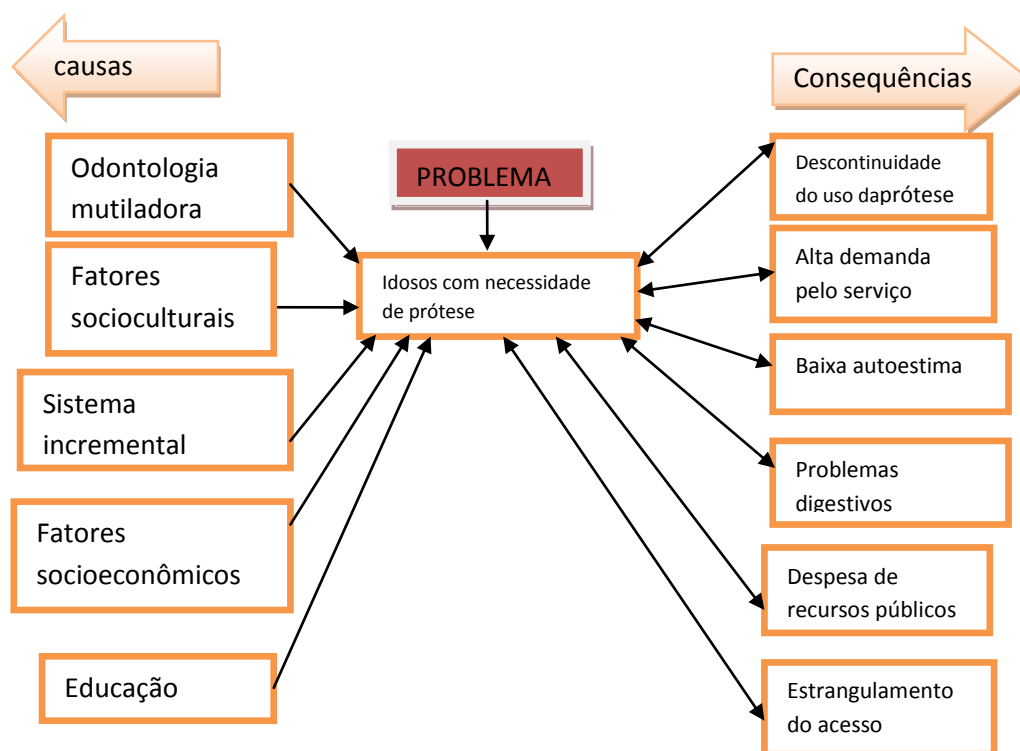 causas
Consequências
PROBLEMA
Odontologia
mutiladora
Fatores
socioculturais
Sistema
incremental
Fatores
socioeconômicos
Educação
Idosos com necessidade
de prótese
Descontinuidade
do uso daprótese
Alta demanda
pelo serviço
Baixa autoestima
Problemas
digestivos
Despesa de
recursos públicos
Estrangulamento
do acesso